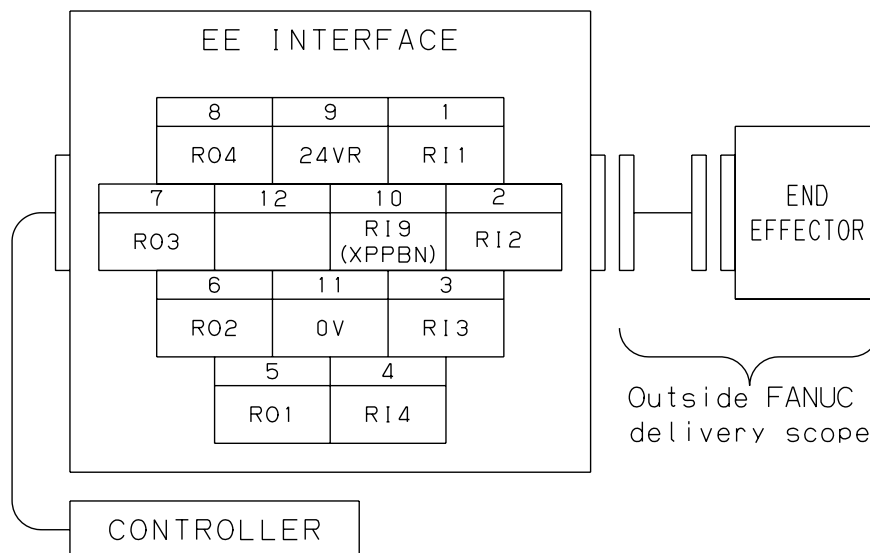 EE INTERFACE
8 9 1
RO4 24VR RI1
7 12 10 2
RO3 RI9 (XPPBN) RI2
6 11 3
RO2 0V RI3
5 4
RO1 RI4
END
EFFECTOR
Outside FANUC
delivery scope
CONTROLLER